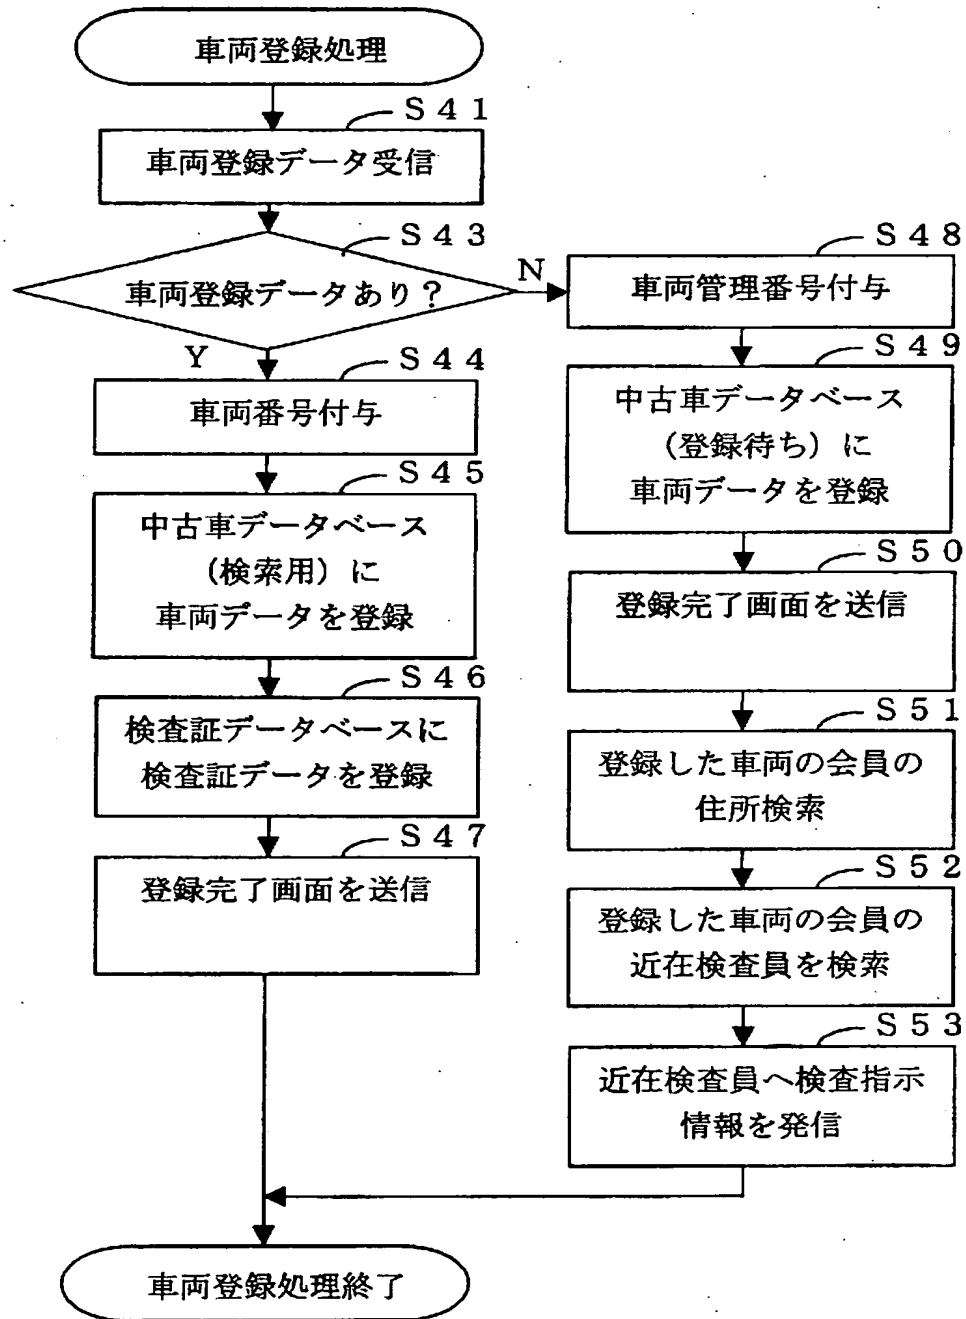 車両登録処理
S41
車両登録データ受信
S43
車両登録データあり?
N
Y
S44
車両番号付与
S45
中古車データベース
(検索用)に
車両データを登録
S46
検査証データベースに
検査証データを登録
S47
登録完了画面を送信
S48
車両管理番号付与
S49
中古車データベース
(登録待ち)に
車両データを登録
S50
登録完了画面を送信
S51
登録した車両の会員の
住所検索
S52
登録した車両の会員の
近在検査員を検索
S53
近在検査員へ検査指示
情報を発信
車両登録処理終了